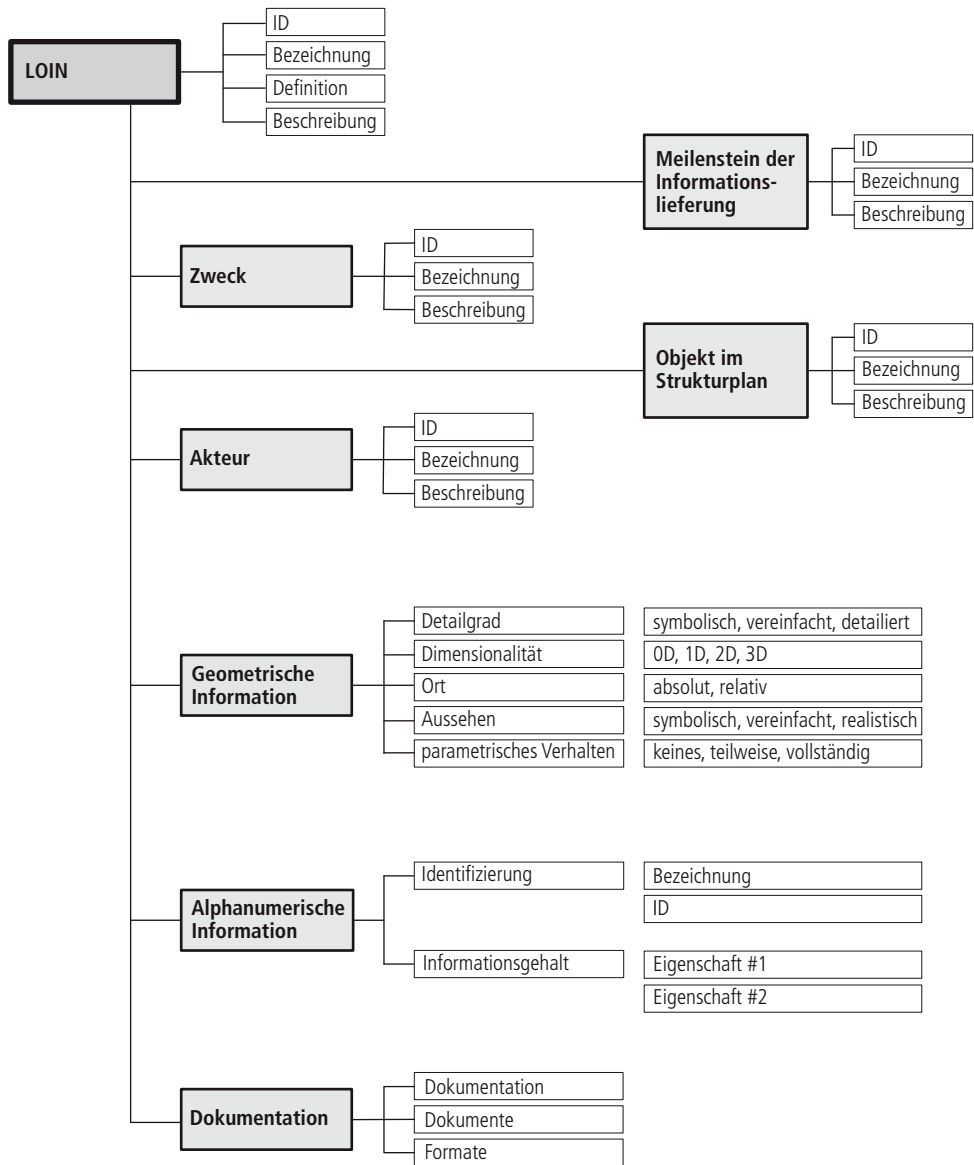 LOIN
ID
Bezeichnung
Definition
Beschreibung
Meilenstein der
Informations-
lieferung
ID
Bezeichnung
Beschreibung
Zweck
ID
Bezeichnung
Beschreibung
Objekt im
Strukturplan
ID
Bezeichnung
Beschreibung
Akteur
ID
Bezeichnung
Beschreibung
Geometrische
Information
Detailgrad
symbolisch, vereinfacht, detailiert
Dimensionalität
0D, 1D, 2D, 3D
Ort
absolut, relativ
Aussehen
symbolisch, vereinfacht, realistisch
parametrisches Verhalten
keines, teilweise, vollständig
Alphanumerische
Information
Identifizierung
Bezeichnung
ID
Informationsgehalt
Eigenschaft #1
Eigenschaft #2
Dokumentation
Dokumentation
Dokumente
Formate